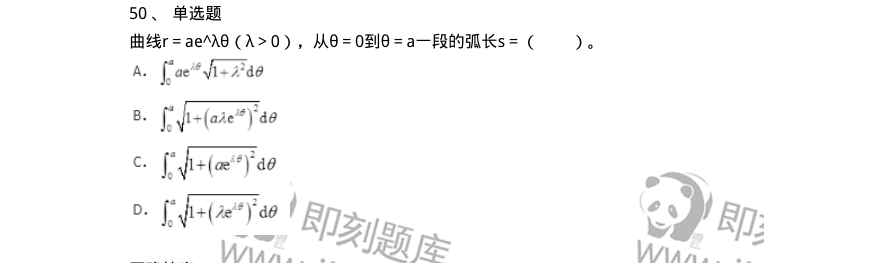 50 、 单选题
曲线r = ae^λθ（ λ > 0 ） ，从θ = 0到θ = a一段的弧长s = （ ） 。
A. ∫₀ᵃ ae^{λθ} √(1+λ²) dθ
B. ∫₀ᵃ √(1+(aλe^{λθ})²) dθ
C. ∫₀ᵃ √(1+(ae^{λθ})²) dθ
D. ∫₀ᵃ √(1+(λe^{λθ})²) dθ
即刻题库
即刻